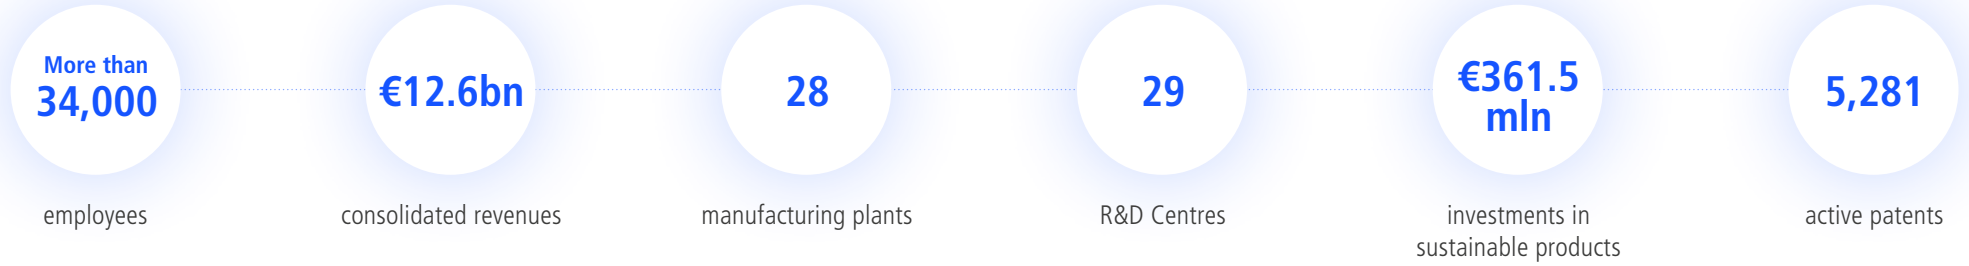 More than
34,000
employees
€12.6bn
consolidated revenues
28
manufacturing plants
29
R&D Centres
€361.5
mln
investments in
sustainable products
5,281
active patents